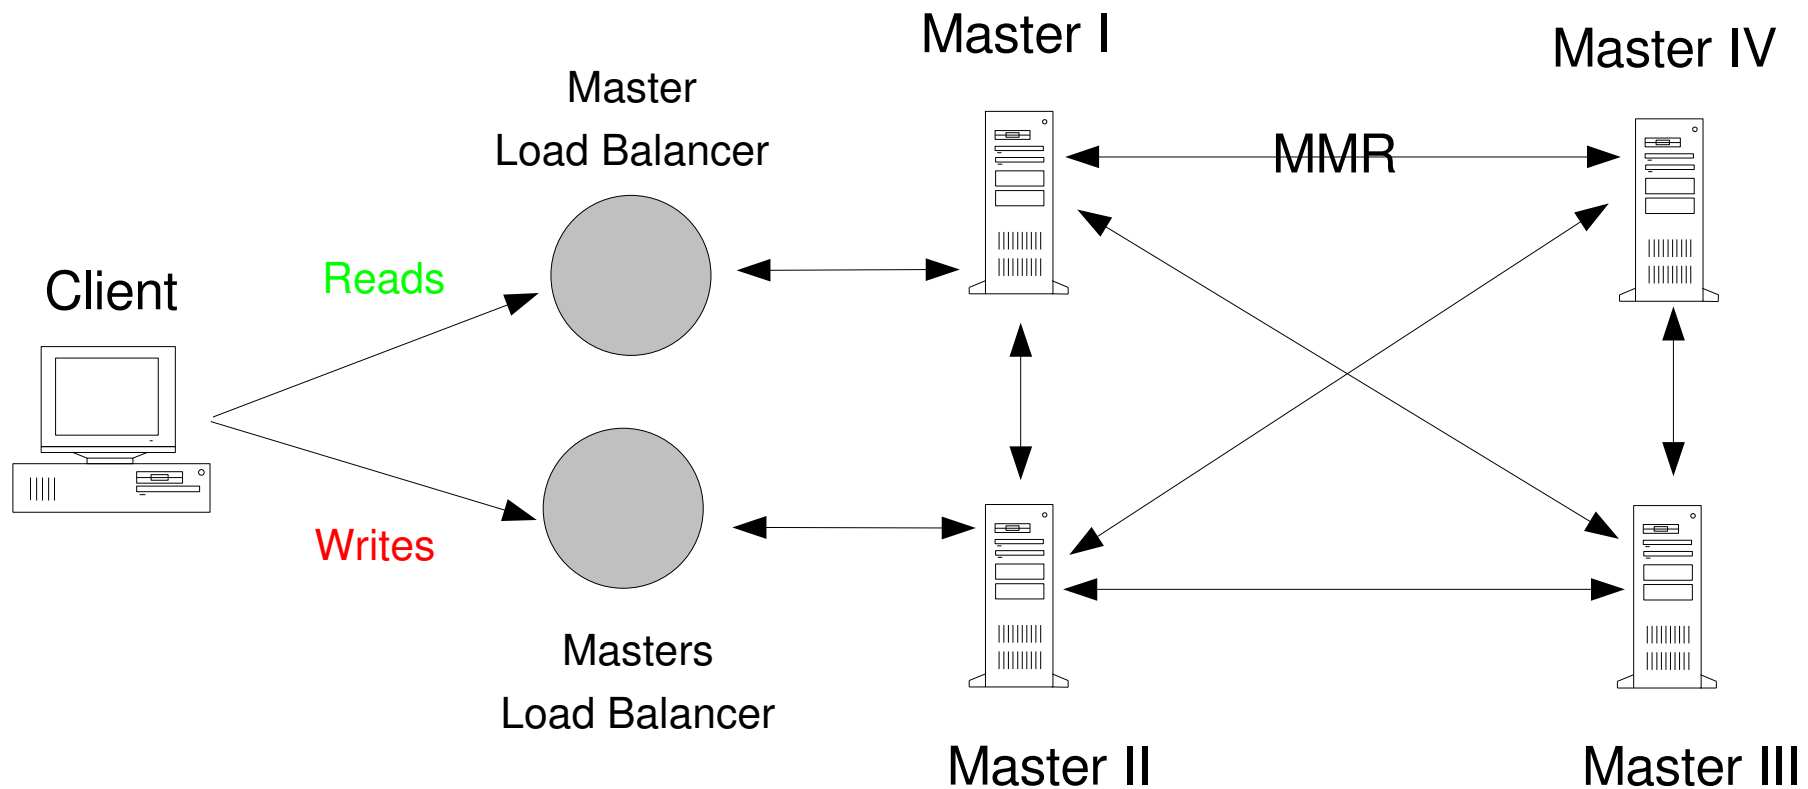 Master I
Master IV
Master
Load Balancer
MMR
Client
Reads
Writes
Masters
Load Balancer
Master II
Master III